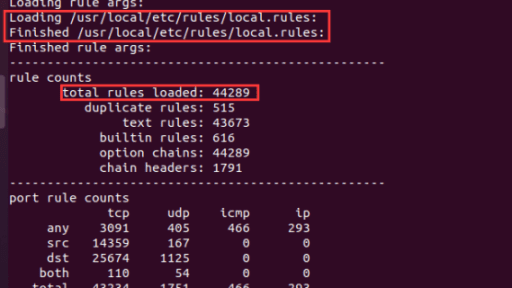 Loading rule args:
Loading /usr/local/etc/rules/local.rules:
Finished /usr/local/etc/rules/local.rules:
Finished rule args:
--------------------------------------------------
rule counts
total rules loaded: 44289
duplicate rules: 515
text rules: 43673
builtin rules: 616
option chains: 44289
chain headers: 1791
--------------------------------------------------
port rule counts
tcp udp icmp ip
any 3091 405 466 293
src 14359 167 0 0
dst 25674 1125 0 0
both 110 54 0 0
total 43234 1751 466 293